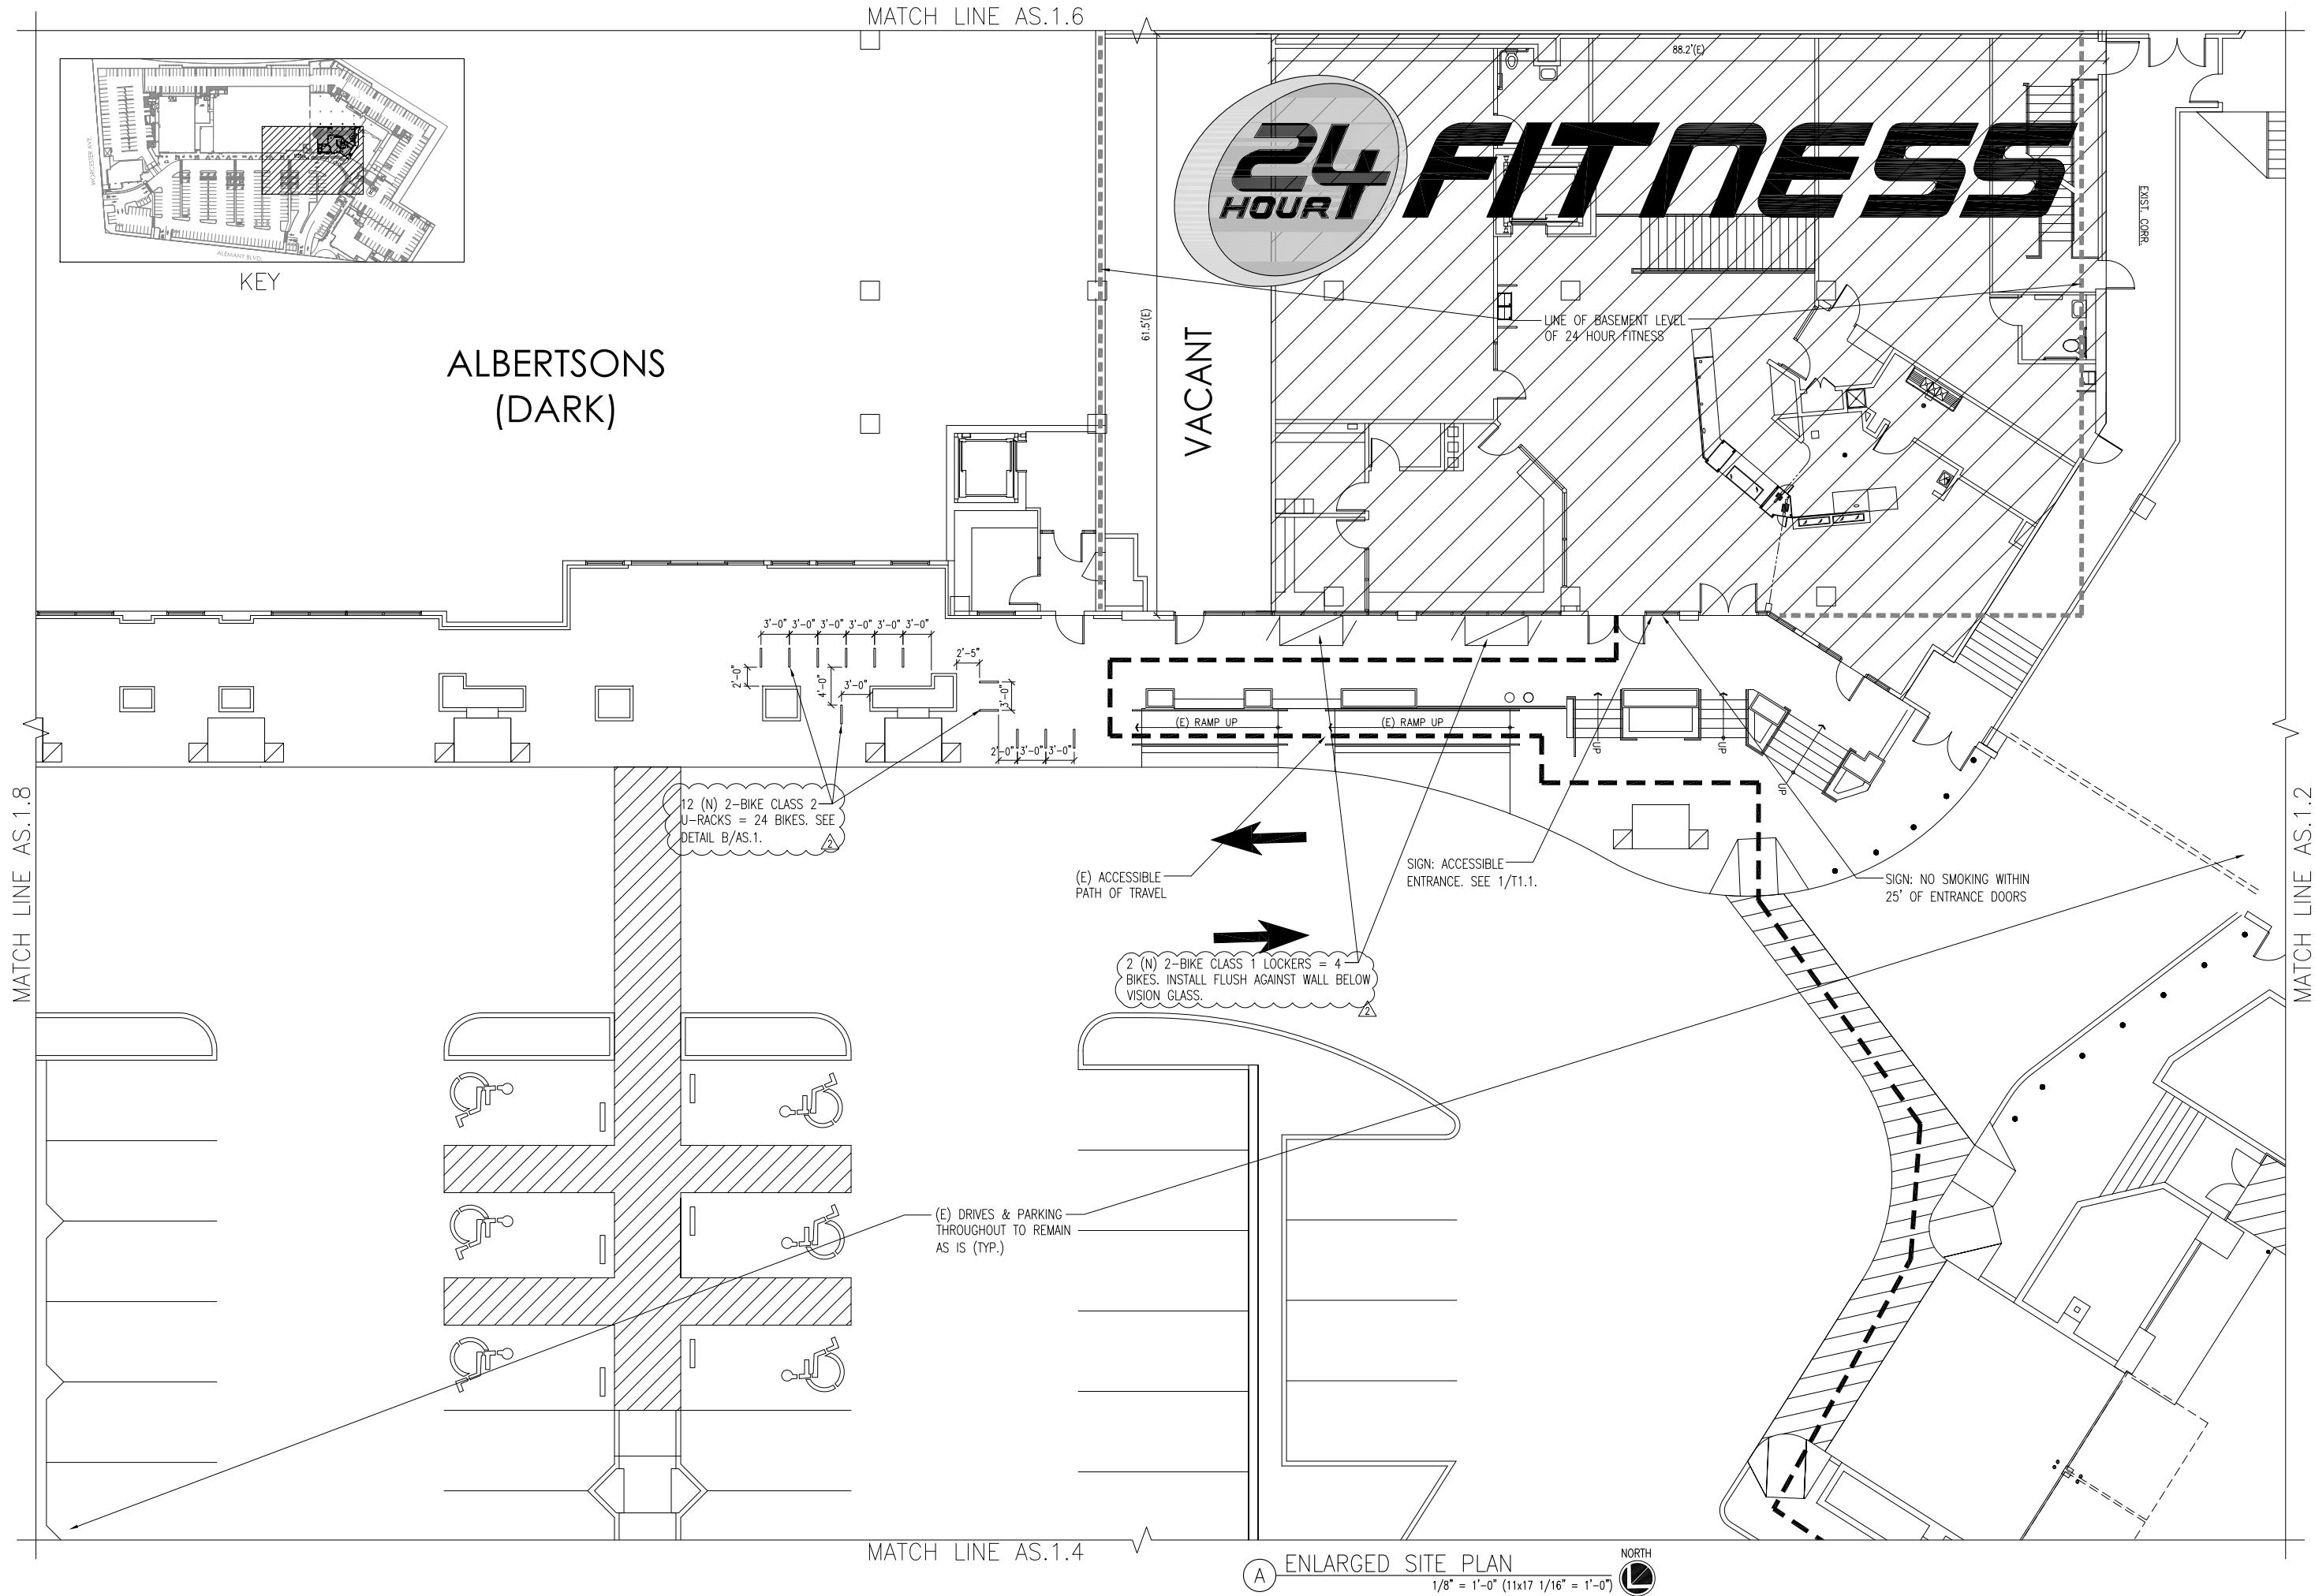 MATCH LINE AS.1.6
88.2'(E)
WORCESTER AVE.
ALEMANY BLVD.
KEY
24
HOUR
FITNESS
EXIST. CORR.
61.5'(E)
LINE OF BASEMENT LEVEL
OF 24 HOUR FITNESS
ALBERTSONS
(DARK)
VACANT
3'-0" 3'-0" 3'-0" 3'-0" 3'-0" 3'-0"
2'-0"
4'-0"
3'-0"
2'-5"
3'-0"
2'-0" 3'-0" 3'-0"
(E) RAMP UP
(E) RAMP UP
UP
UP
UP
12 (N) 2-BIKE CLASS 2
U-RACKS = 24 BIKES. SEE
DETAIL B/AS.1.
2
(E) ACCESSIBLE
PATH OF TRAVEL
SIGN: ACCESSIBLE
ENTRANCE. SEE 1/T1.1.
SIGN: NO SMOKING WITHIN
25' OF ENTRANCE DOORS
MATCH LINE AS.1.8
MATCH LINE AS.1.2
2 (N) 2-BIKE CLASS 1 LOCKERS = 4
BIKES. INSTALL FLUSH AGAINST WALL BELOW
VISION GLASS.
2
(E) DRIVES & PARKING
THROUGHOUT TO REMAIN
AS IS (TYP.)
MATCH LINE AS.1.4
A
ENLARGED SITE PLAN
1/8" = 1'-0" (11x17 1/16" = 1'-0")
NORTH